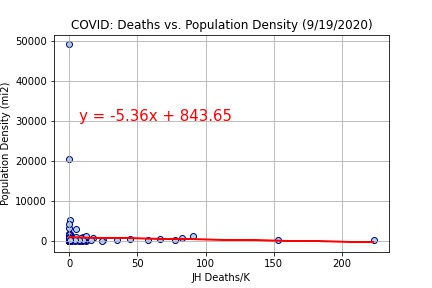 COVID: Deaths vs. Population Density (9/19/2020)
50000
40000
30000
20000
10000
0
Population Density (mi2)
y = -5.36x + 843.65
0
50
100
150
200
JH Deaths/K